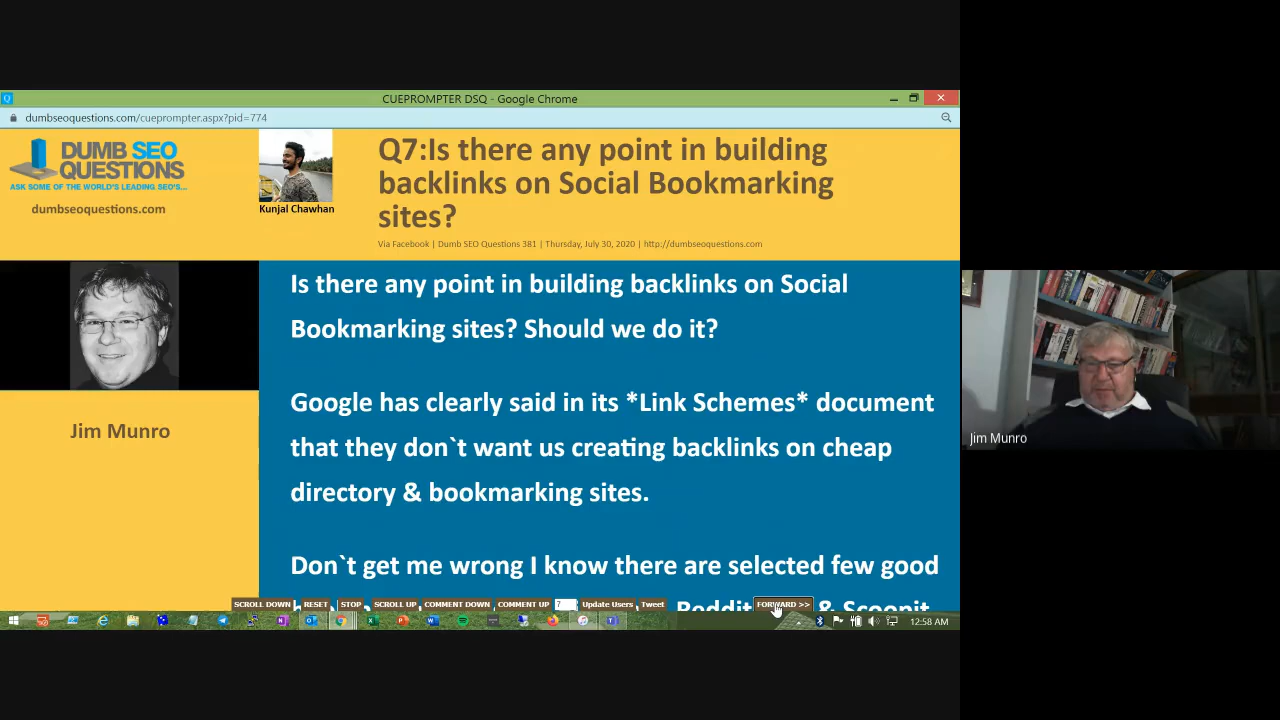 CUEPROMPTER DSQ - Google Chrome
dumbseoquestions.com/cueprompter.aspx?pid=774
DUMB SEO
QUESTIONS
ASK SOME OF THE WORLD'S LEADING SEO'S...
dumbseoquestions.com
Kunjal Chawhan
Q7:Is there any point in building
backlinks on Social Bookmarking
sites?
Via Facebook | Dumb SEO Questions 381 | Thursday, July 30, 2020 | http://dumbseoquestions.com
Jim Munro
Is there any point in building backlinks on Social
Bookmarking sites? Should we do it?
Google has clearly said in its *Link Schemes* document
that they don`t want us creating backlinks on cheap
directory & bookmarking sites.
Don`t get me wrong I know there are selected few good
Reddit & Scoopit
SCROLL DOWN RESET STOP SCROLL UP COMMENT DOWN COMMENT UP 7 Update Users Tweet FORWARD >>
12:58 AM
Jim Munro